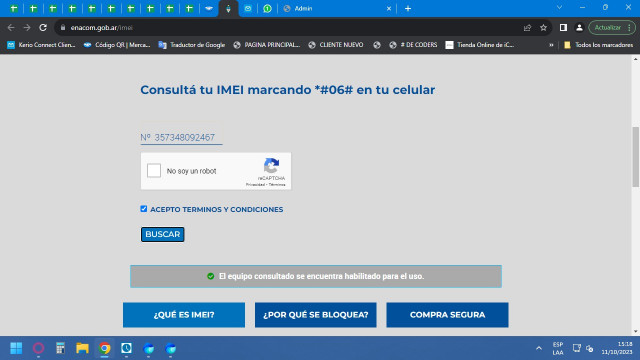 Admin
enacom.gob.ar/imei
Actualizar
Kerio Connect Clien...
Código QR | Mercad...
Traductor de Google
PAGINA PRINCIPAL...
CLIENTE NUEVO
# DE CODERS
Tienda Online de iC...
Todos los marcadores
Consultá tu IMEI marcando *#06# en tu celular
Nº 357348092467
No soy un robot
reCAPTCHA
Privacidad - Términos
ACEPTO TERMINOS Y CONDICIONES
BUSCAR
El equipo consultado se encuentra habilitado para el uso.
¿QUÉ ES IMEI?
¿POR QUÉ SE BLOQUEA?
COMPRA SEGURA
ESP
LAA
15:18
11/10/2023